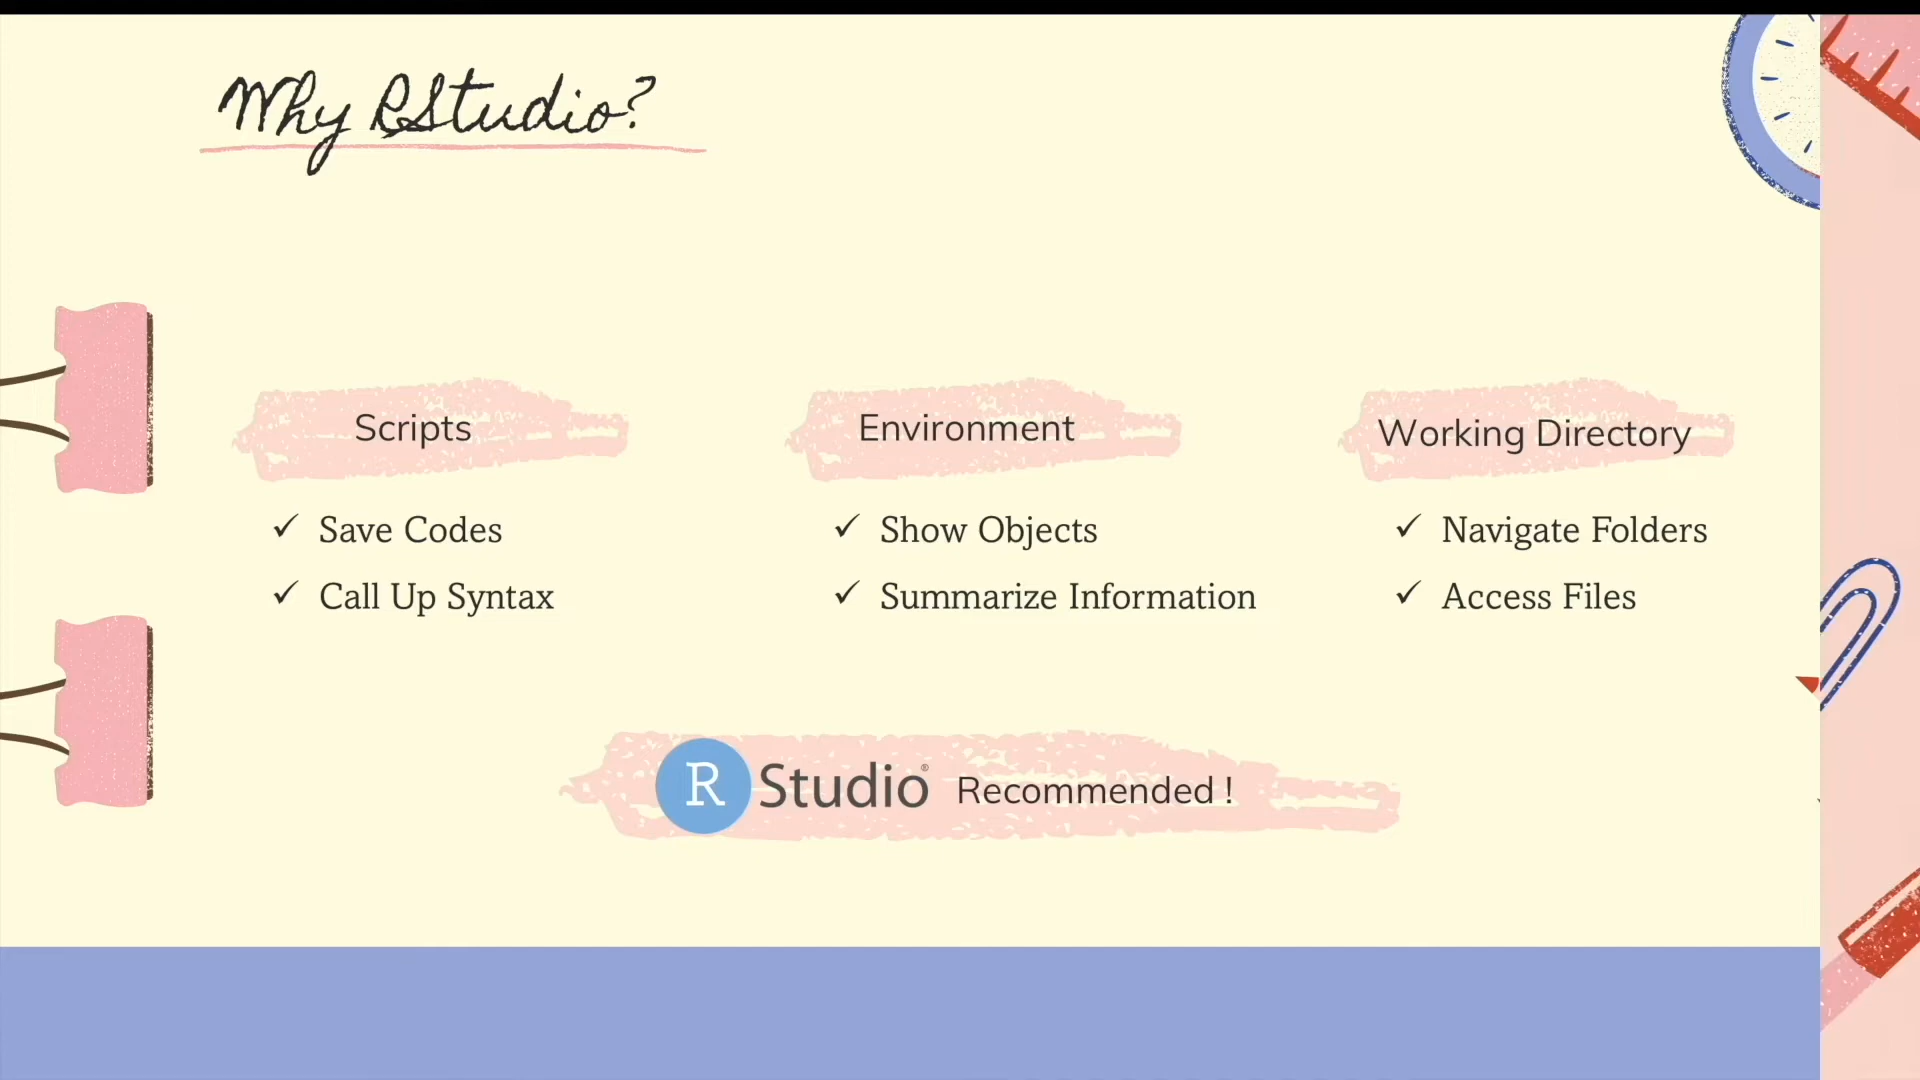 Why RStudio?
Scripts
✓ Save Codes
✓ Call Up Syntax
Environment
✓ Show Objects
✓ Summarize Information
Working Directory
✓ Navigate Folders
✓ Access Files
R Studio® Recommended !